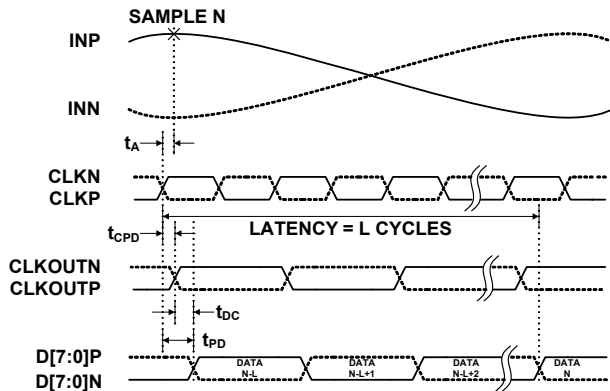 SAMPLE N
INP
INN
tA
CLKN
CLKP
LATENCY = L CYCLES
tCPD
CLKOUTN
CLKOUTP
tDC
tPD
D[7:0]P
D[7:0]N
DATA
N-L
DATA
N-L+1
DATA
N-L+2
DATA
N